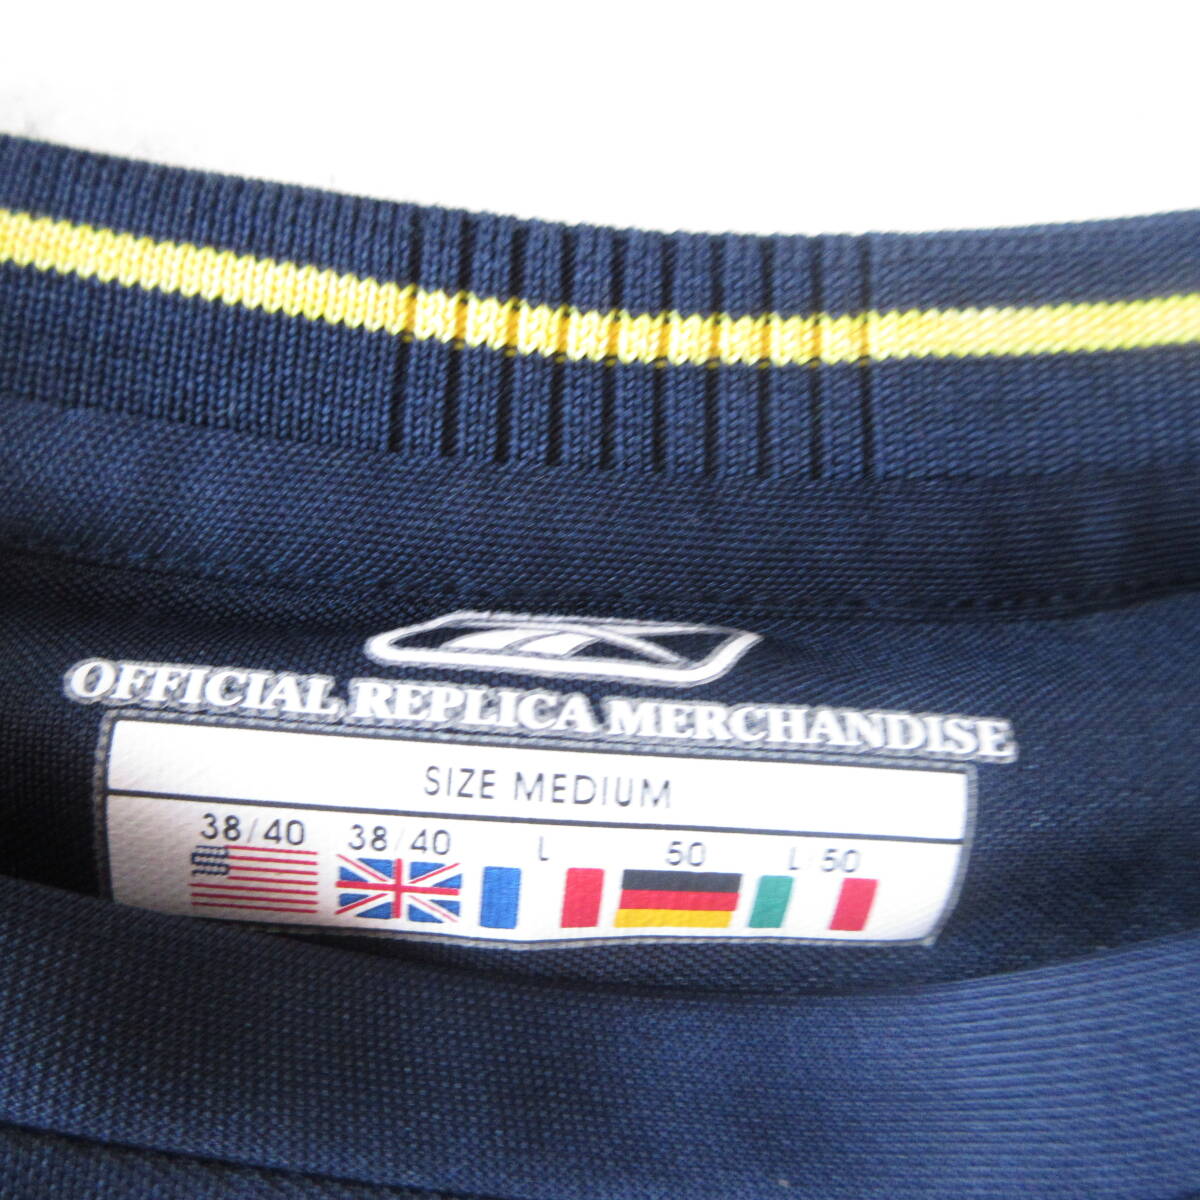 OFFICIAL REPLICA MERCHANDISE
SIZE MEDIUM
38/40 38/40 L 50 L/50